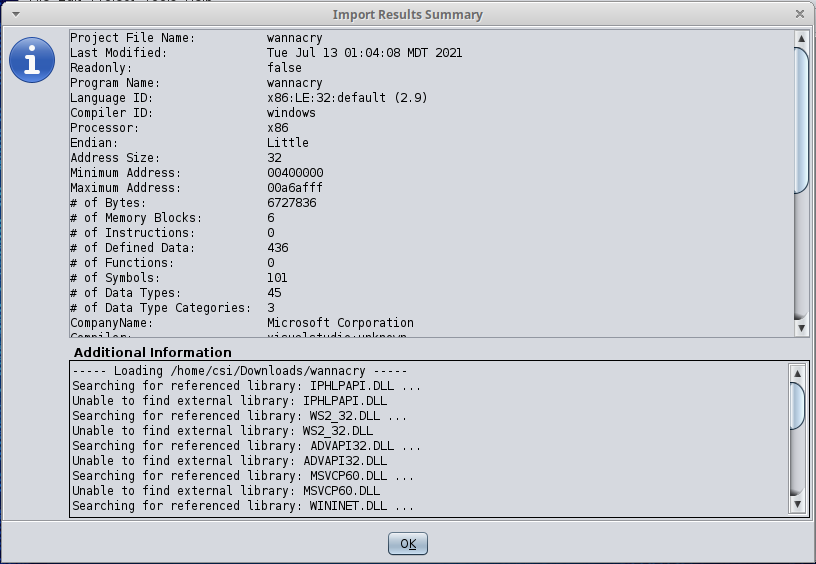 Import Results Summary
Project File Name: wannacry
Last Modified: Tue Jul 13 01:04:08 MDT 2021
Readonly: false
Program Name: wannacry
Language ID: x86:LE:32:default (2.9)
Compiler ID: windows
Processor: x86
Endian: Little
Address Size: 32
Minimum Address: 00400000
Maximum Address: 00a6afff
# of Bytes: 6727836
# of Memory Blocks: 6
# of Instructions: 0
# of Defined Data: 436
# of Functions: 0
# of Symbols: 101
# of Data Types: 45
# of Data Type Categories: 3
CompanyName: Microsoft Corporation
Compiler: visualstudio:unknown
Additional Information
----- Loading /home/csi/Downloads/wannacry -----
Searching for referenced library: IPHLPAPI.DLL ...
Unable to find external library: IPHLPAPI.DLL
Searching for referenced library: WS2_32.DLL ...
Unable to find external library: WS2_32.DLL
Searching for referenced library: ADVAPI32.DLL ...
Unable to find external library: ADVAPI32.DLL
Searching for referenced library: MSVCP60.DLL ...
Unable to find external library: MSVCP60.DLL
Searching for referenced library: WININET.DLL ...
OK